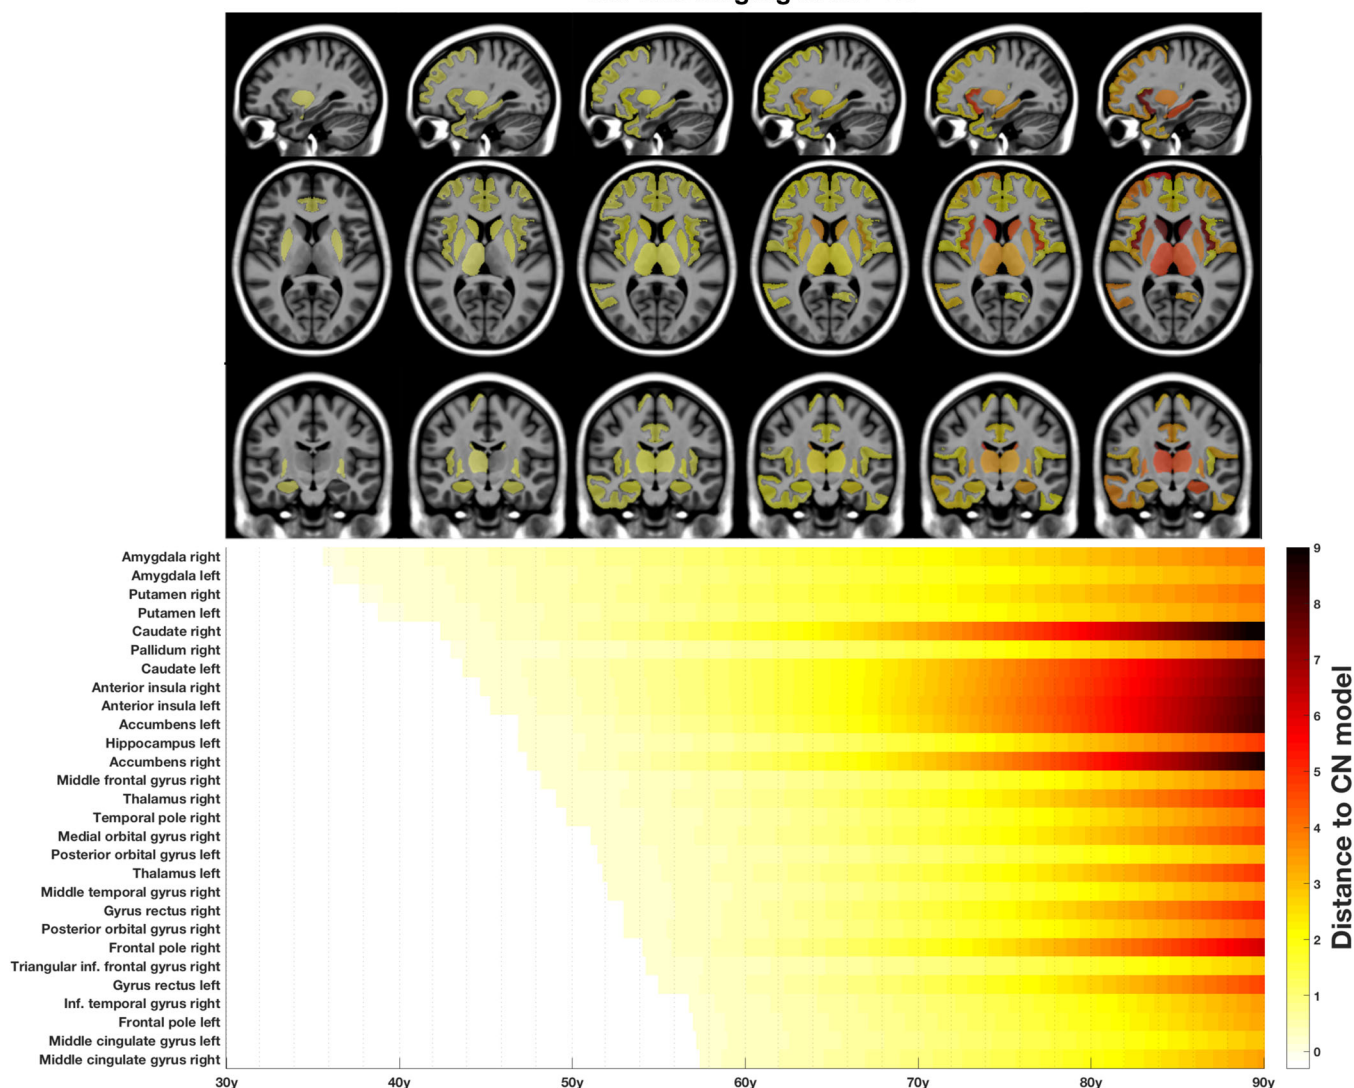 Amygdala right
Amygdala left
Putamen right
Putamen left
Caudate right
Pallidum right
Caudate left
Anterior insula right
Anterior insula left
Accumbens left
Hippocampus left
Accumbens right
Middle frontal gyrus right
Thalamus right
Temporal pole right
Medial orbital gyrus right
Posterior orbital gyrus left
Thalamus left
Middle temporal gyrus right
Gyrus rectus right
Posterior orbital gyrus right
Frontal pole right
Triangular inf. frontal gyrus right
Gyrus rectus left
Inf. temporal gyrus right
Frontal pole left
Middle cingulate gyrus left
Middle cingulate gyrus right
30y 40y 50y 60y 70y 80y 90y
9
8
7
6
5
4
3
2
1
0
Distance to CN model